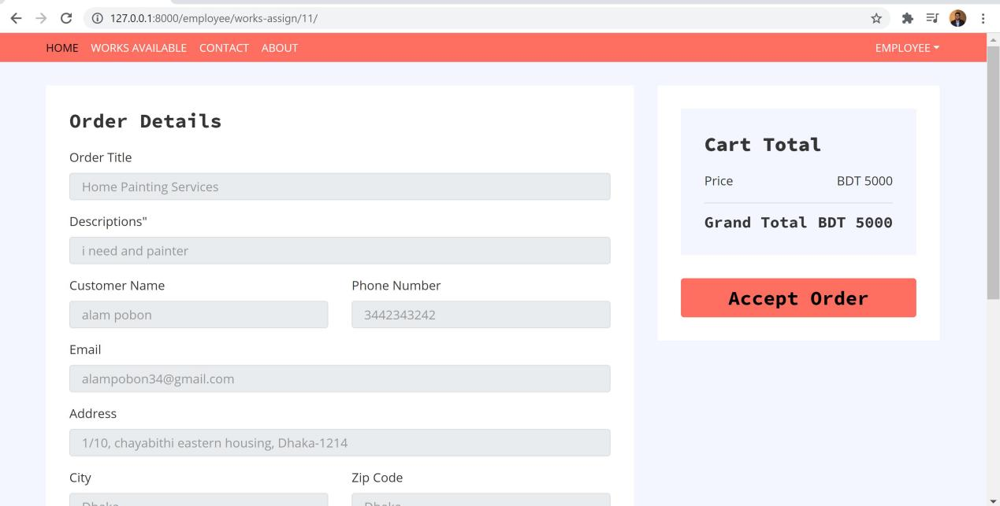 127.0.0.1:8000/employee/works-assign/11/
HOME WORKS AVAILABLE CONTACT ABOUT EMPLOYEE
Order Details
Order Title
Home Painting Services
Descriptions"
i need and painter
Customer Name Phone Number
alam pobon 3442343242
Email
alampobon34@gmail.com
Address
1/10, chayabithi eastern housing, Dhaka-1214
City Zip Code
Dhaka Dhaka
Cart Total
Price BDT 5000
Grand Total BDT 5000
Accept Order